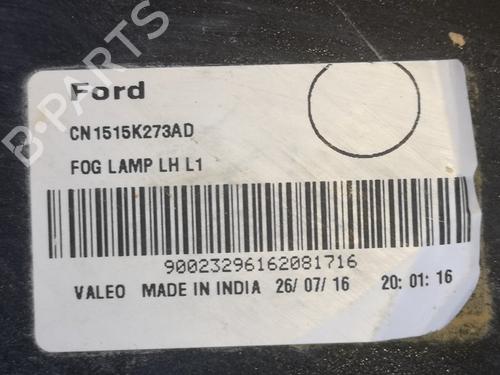 B-PARTS
Ford
CN1515K273AD
FOG LAMP LH L1
90023296162081716
VALEO MADE IN INDIA 26/ 07/ 16 20: 01: 16